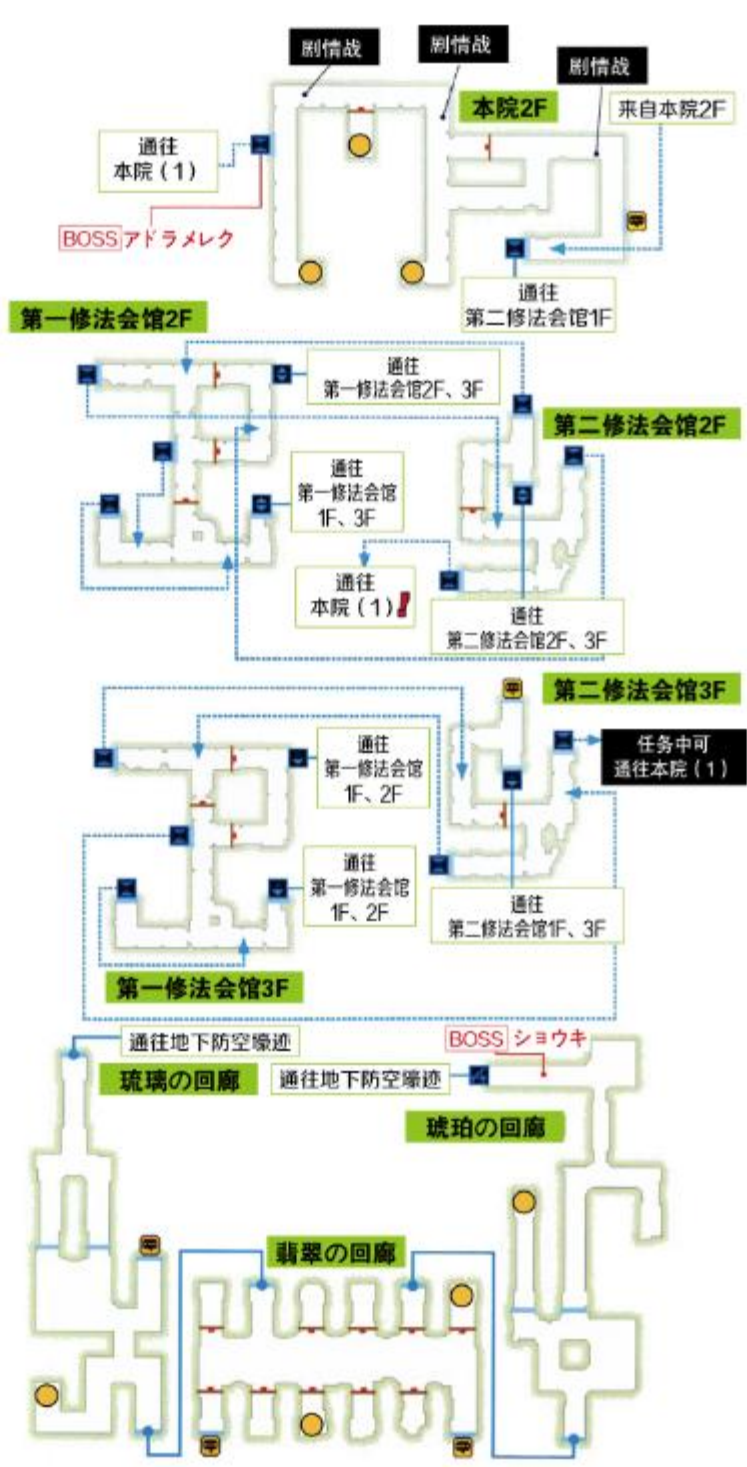 剧情战
剧情战
剧情战
本院2F
来自本院2F
通往
本院（1）
BOSS アドラメレク
通往
第二修法会馆1F
第一修法会馆2F
通往
第一修法会馆2F、3F
第二修法会馆2F
通往
第一修法会馆
1F、3F
通往
本院（1）
通往
第二修法会馆2F、3F
第二修法会馆3F
通往
第一修法会馆
1F、2F
任务中可
通往本院（1）
通往
第一修法会馆
1F、2F
通往
第二修法会馆1F、3F
第一修法会馆3F
通往地下防空壕迹
BOSS ショウキ
琉璃の回廊
通往地下防空壕迹
琥珀の回廊
翡翠の回廊